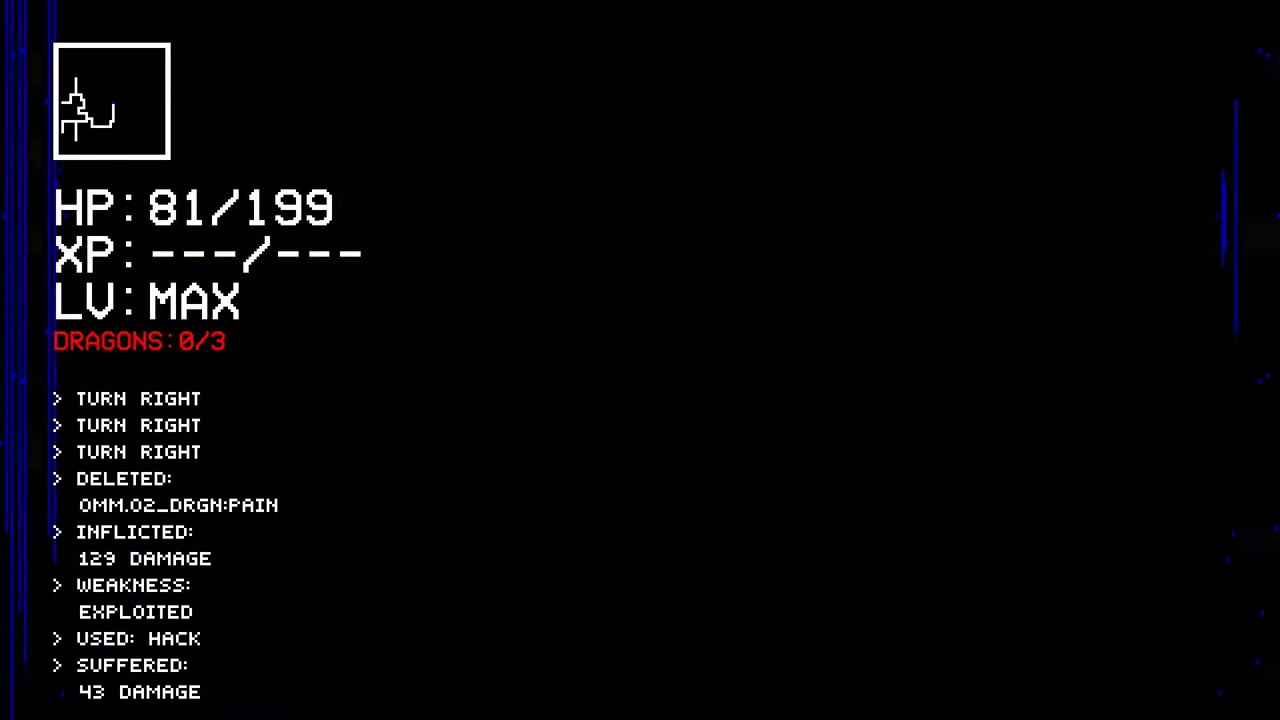 HP:81/199
XP:---/---
LV:MAX
DRAGONS:0/3
> TURN RIGHT
> TURN RIGHT
> TURN RIGHT
> DELETED:
OMM.02_DRGN:PAIN
> INFLICTED:
129 DAMAGE
> WEAKNESS:
EXPLOITED
> USED: HACK
> SUFFERED:
43 DAMAGE